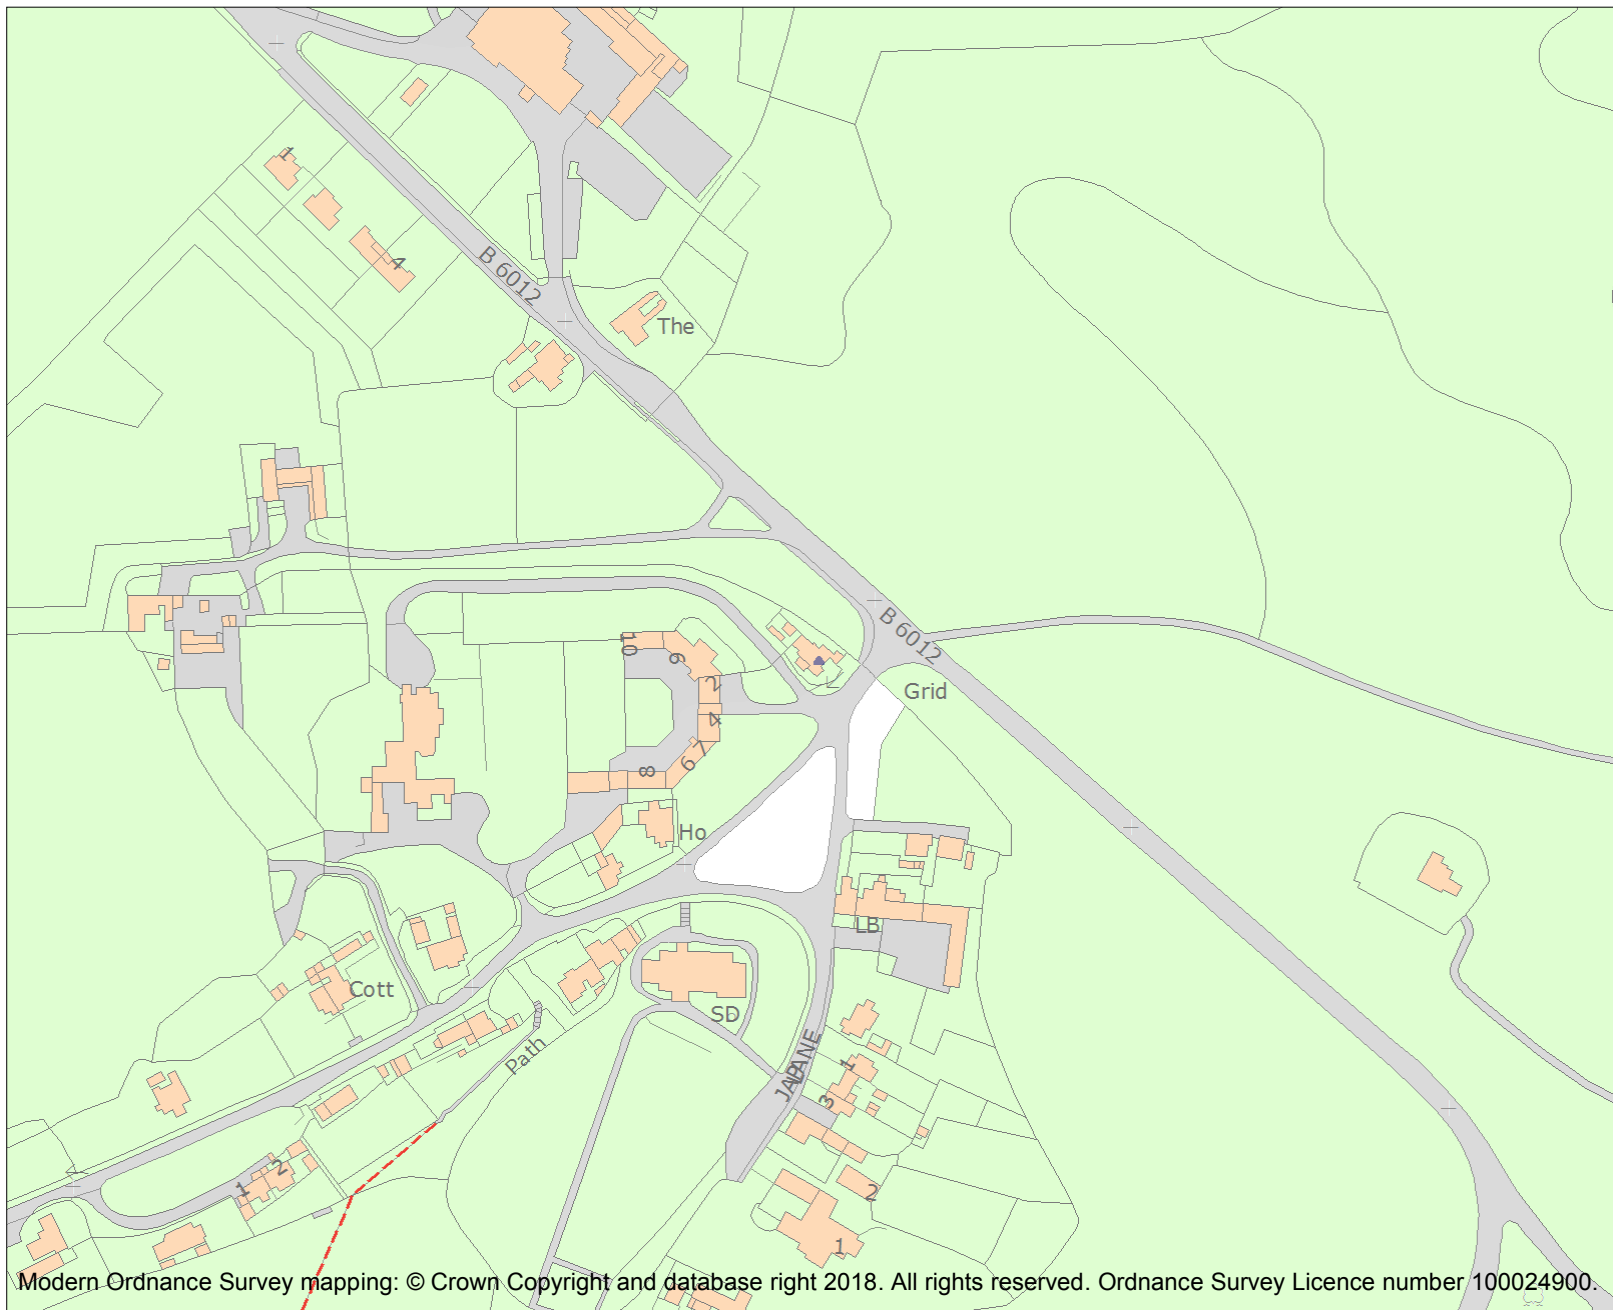 1
4
B 6012
The
B 6012
10
9
2
4
7
6
8
Grid
Ho
LB
Cott
SD
Path
JAP LANE
1
3
2
1
2
1
Modern Ordnance Survey mapping: © Crown Copyright and database right 2018. All rights reserved. Ordnance Survey Licence number 100024900.